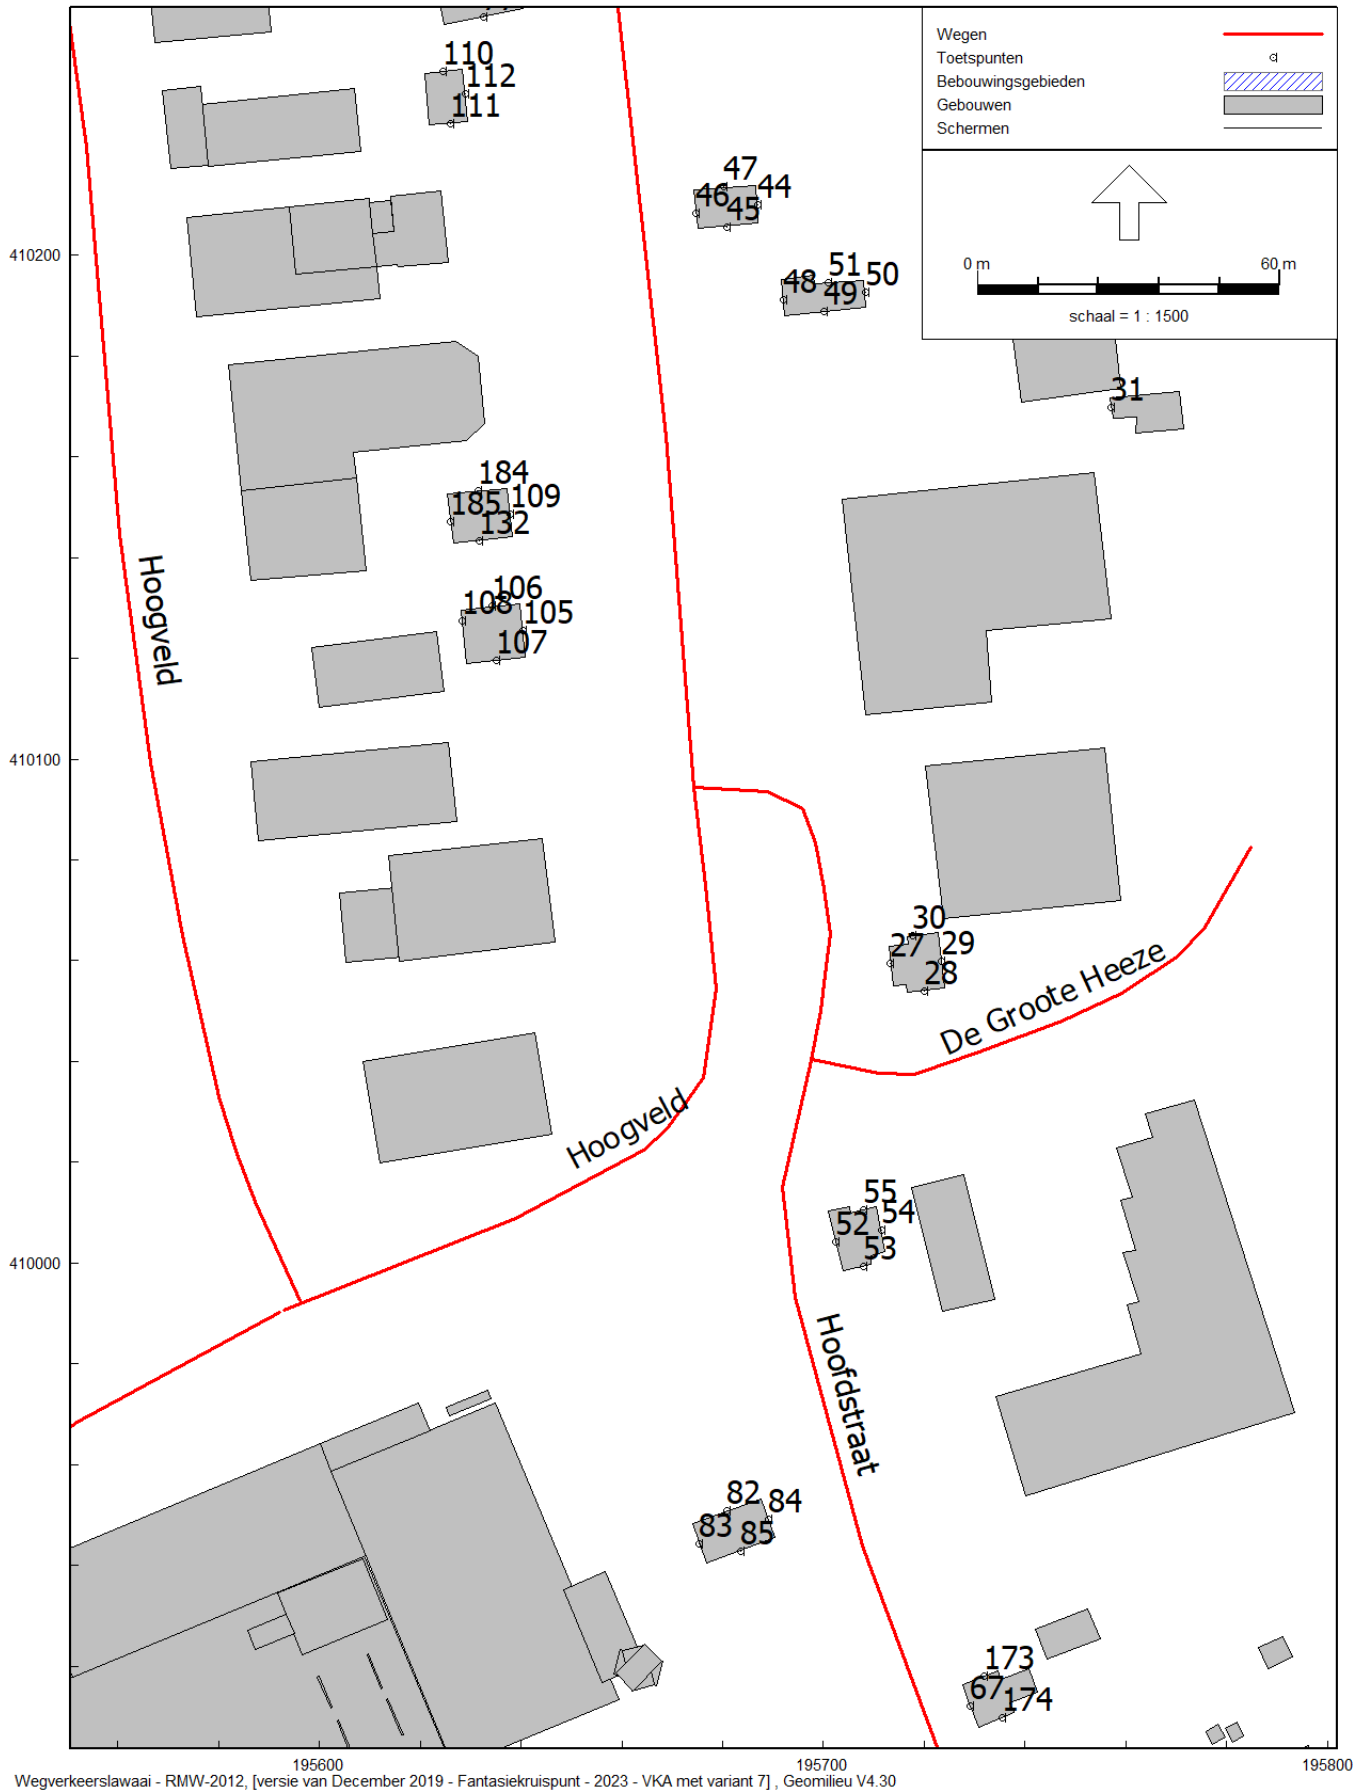 Wegen
Toetspunten
Bebouwingsgebieden
Gebouwen
Schermen
0 m 60 m
schaal = 1 : 1500
110
112
111
47
46 44
45
410200
51 50
48 49
31
184
185 109
132
106
108 105
107
Hoogveld
410100
30
27 29
28
De Groote Heeze
Hoogveld
55
52 54
53
410000
Hoofdstraat
82 84
83 85
173
67 174
195600 195700 195800
Wegverkeerslawaai - RMW-2012, [versie van December 2019 - Fantasiekruispunt - 2023 - VKA met variant 7] , Geomilieu V4.30